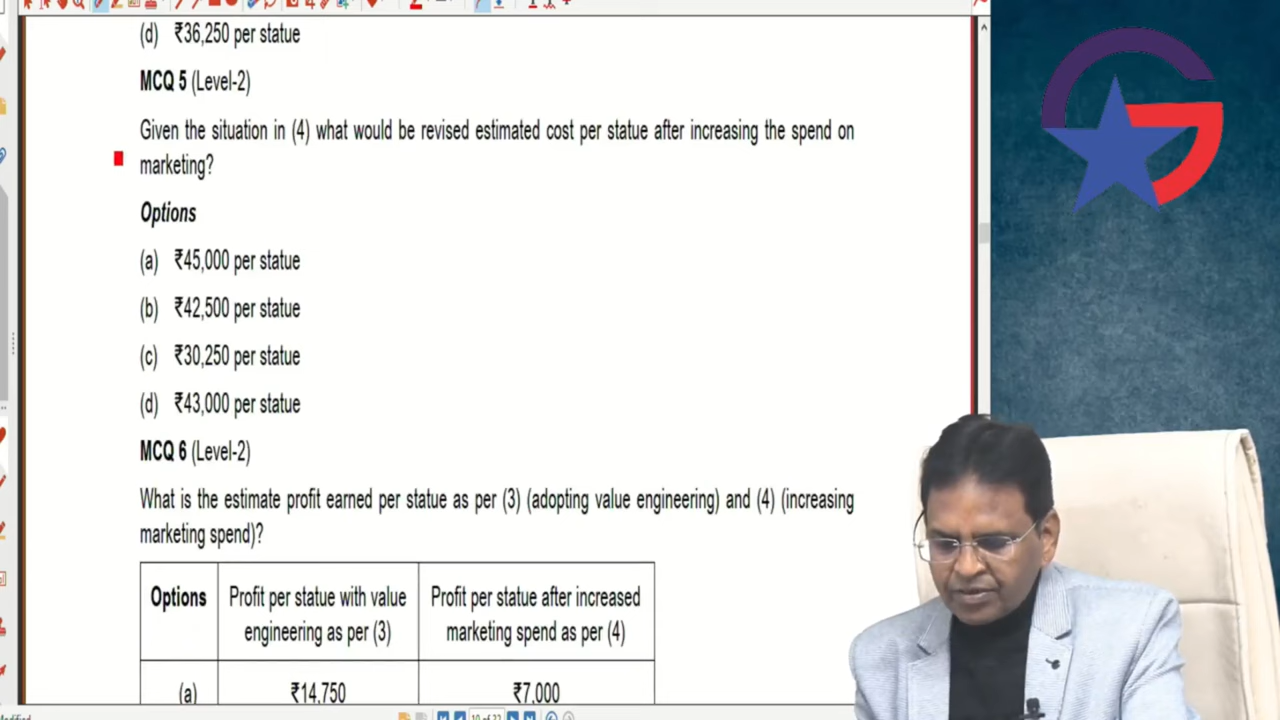 (d) ₹36,250 per statue
MCQ 5 (Level-2)
Given the situation in (4) what would be revised estimated cost per statue after increasing the spend on
marketing?
Options
(a) ₹45,000 per statue
(b) ₹42,500 per statue
(c) ₹30,250 per statue
(d) ₹43,000 per statue
MCQ 6 (Level-2)
What is the estimate profit earned per statue as per (3) (adopting value engineering) and (4) (increasing
marketing spend)?
Options Profit per statue with value Profit per statue after increased
engineering as per (3) marketing spend as per (4)
(a) ₹14,750 ₹7,000